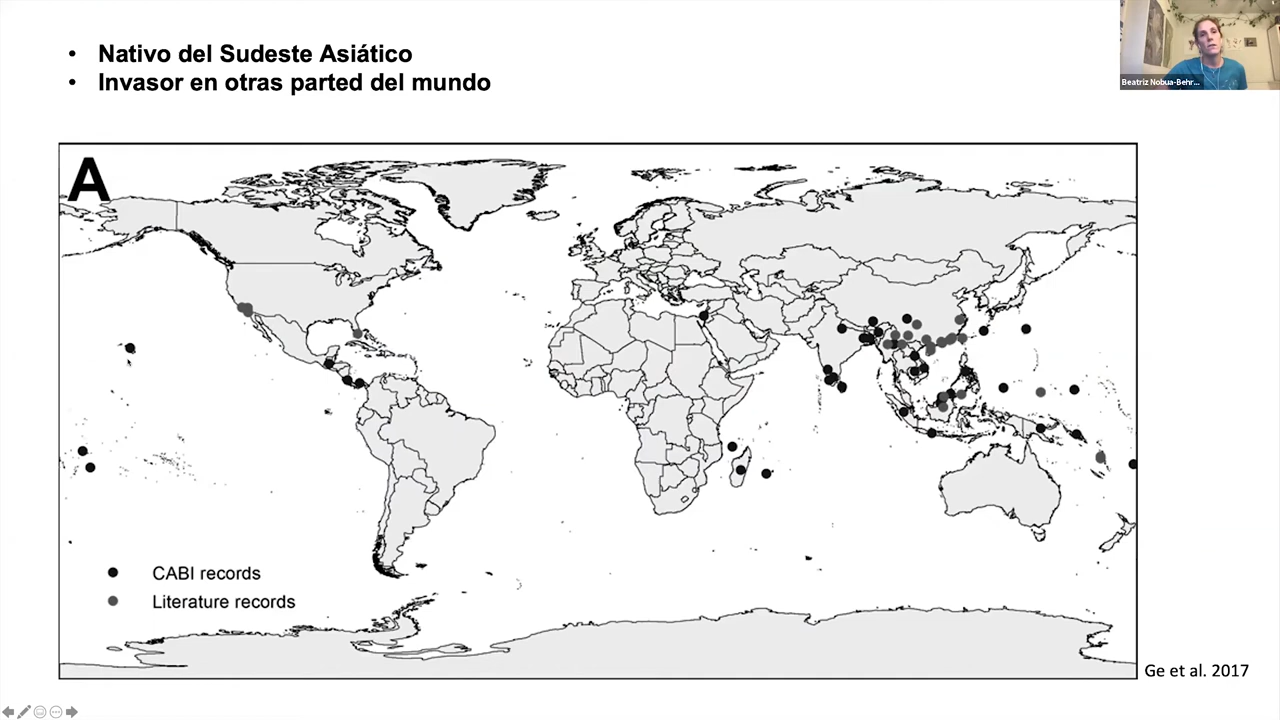 • Nativo del Sudeste Asiático
• Invasor en otras parted del mundo
Beatriz Nobua-Behr...
A
CABI records
Literature records
Ge et al. 2017